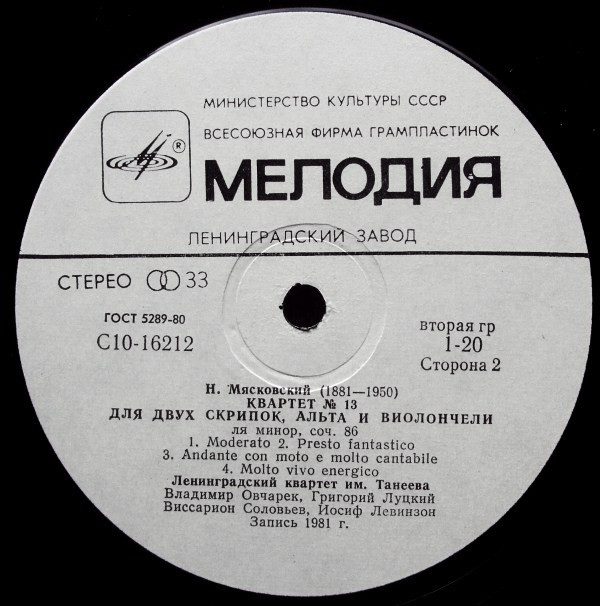 МИНИСТЕРСТВО КУЛЬТУРЫ СССР
ВСЕСОЮЗНАЯ ФИРМА ГРАМПЛАСТИНОК
®
МЕЛОДИЯ
ЛЕНИНГРАДСКИЙ ЗАВОД
СТЕРЕО 33
ГОСТ 5289-80
С10-16212
вторая гр
1-20
Сторона 2
Н. Мясковский (1881—1950)
КВАРТЕТ № 13
ДЛЯ ДВУХ СКРИПОК, АЛЬТА И ВИОЛОНЧЕЛИ
ля минор, соч. 86
1. Moderato 2. Presto fantastico
3. Andante con moto e molto cantabile
4. Molto vivo energico
Ленинградский квартет им. Танеева
Владимир Овчарек, Григорий Луцкий
Виссарион Соловьев, Иосиф Левинзон
Запись 1981 г.